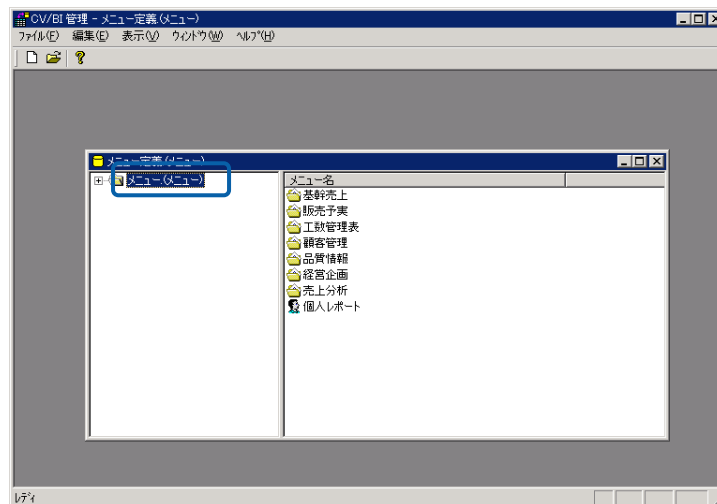 CV/BI 管理 - メニュー定義(メニュー)
ファイル(F) 編集(E) 表示(V) ウィンドウ(W) ヘルプ(H)
メニュー定義(メニュー)
メニュー(メニュー)
メニュー名
基幹売上
販売予実
工数管理表
顧客管理
品質情報
経営企画
売上分析
個人レポート
レディ